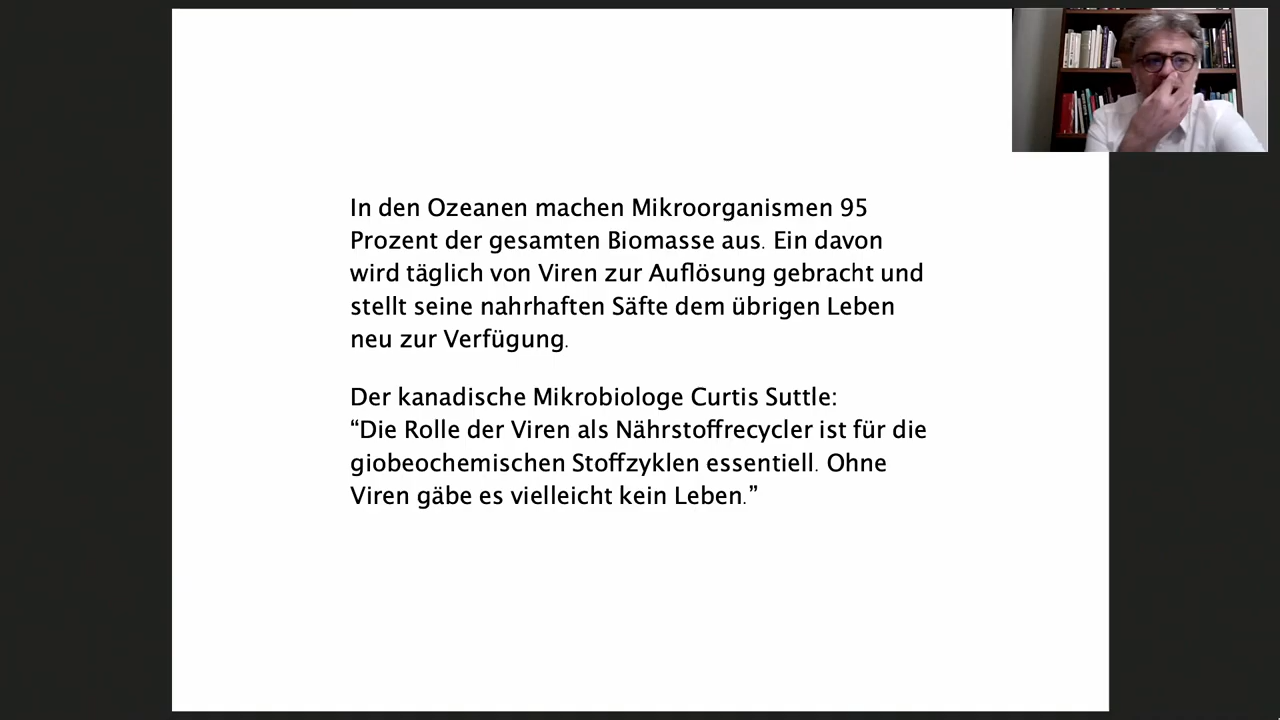 In den Ozeanen machen Mikroorganismen 95
Prozent der gesamten Biomasse aus. Ein davon
wird täglich von Viren zur Auflösung gebracht und
stellt seine nahrhaften Säfte dem übrigen Leben
neu zur Verfügung.
Der kanadische Mikrobiologe Curtis Suttle:
“Die Rolle der Viren als Nährstoffrecycler ist für die
giobeochemischen Stoffzyklen essentiell. Ohne
Viren gäbe es vielleicht kein Leben.”